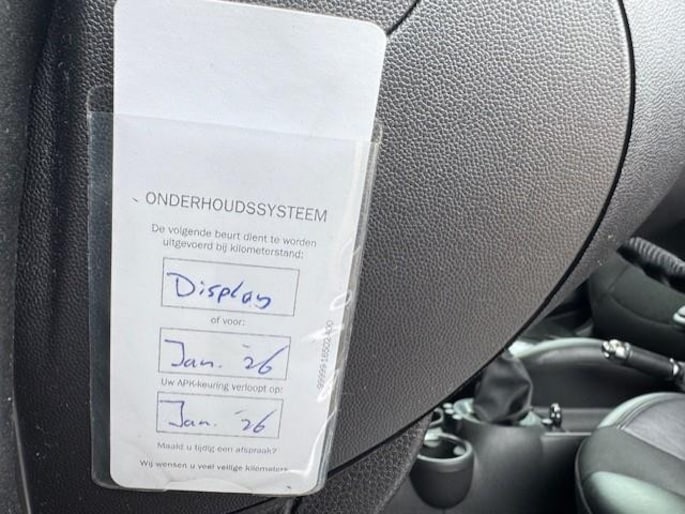 ONDERHOUDSSYSTEEM
De volgende beurt dient te worden
uitgevoerd bij kilometerstand:
Display
of voor:
Jan. '26
Uw APK-keuring verloopt op:
Jan. '26
Maakt u tijdig een afspraak?
Wij wensen u veel veilige kilometers